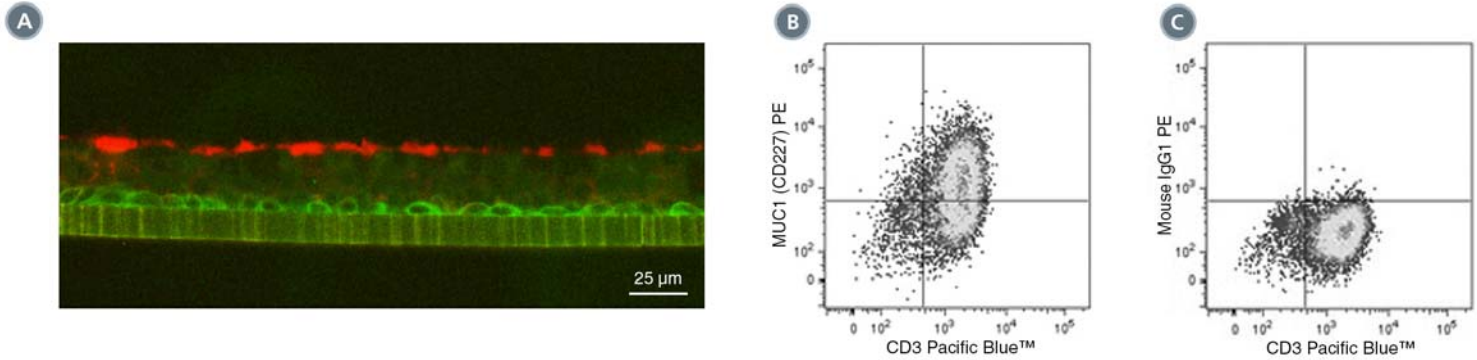 A
25 µm
B
MUC1 (CD227) PE
10⁵
10⁴
10³
10²
0
0 10² 10³ 10⁴ 10⁵
CD3 Pacific Blue™
C
Mouse IgG1 PE
10⁵
10⁴
10³
10²
0
0 10² 10³ 10⁴ 10⁵
CD3 Pacific Blue™